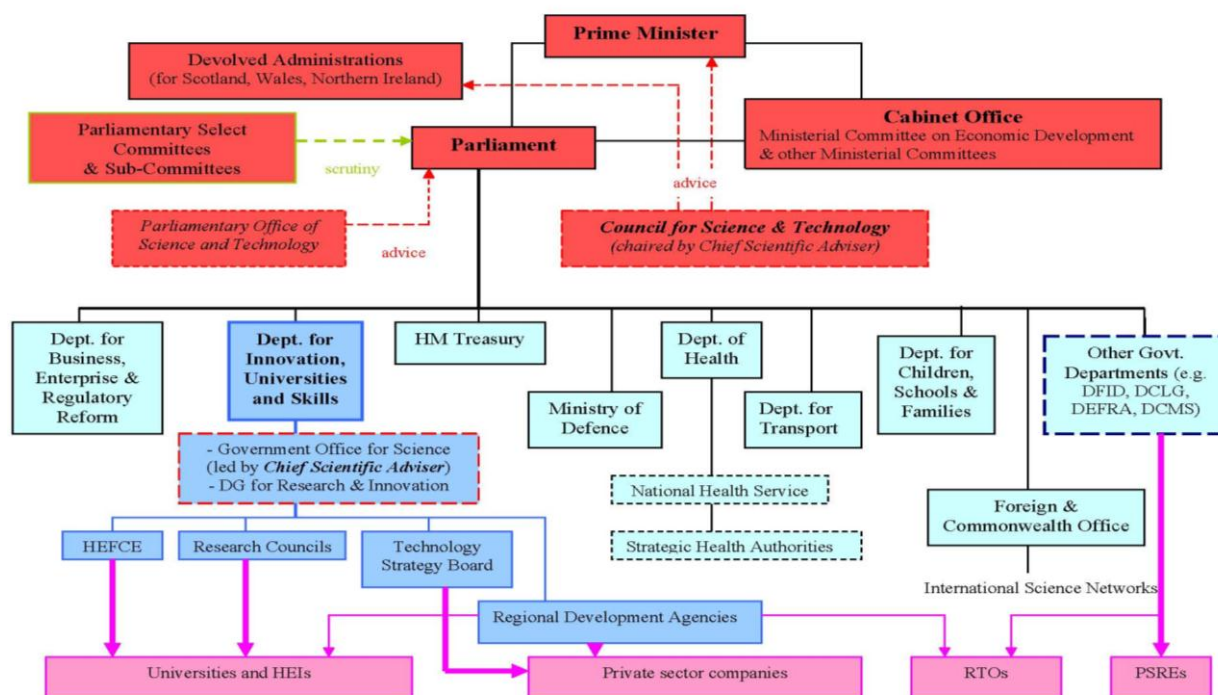 Prime Minister
Devolved Administrations
(for Scotland, Wales, Northern Ireland)
Cabinet Office
Ministerial Committee on Economic Development
& other Ministerial Committees
Parliamentary Select
Committees
& Sub-Committees
scrutiny
Parliament
advice
Parliamentary Office of
Science and Technology
advice
Council for Science & Technology
(chaired by Chief Scientific Adviser)
Dept. for
Business,
Enterprise &
Regulatory
Reform
Dept. for
Innovation,
Universities
and Skills
HM Treasury
Ministry of
Defence
Dept. of
Health
Dept. for
Transport
Dept. for
Children,
Schools &
Families
Other Govt.
Departments (e.g.
DFID, DCLG,
DEFRA, DCMS)
- Government Office for Science
(led by Chief Scientific Adviser)
- DG for Research & Innovation
National Health Service
Strategic Health Authorities
Foreign &
Commonwealth Office
International Science Networks
HEFCE
Research Councils
Technology
Strategy Board
Regional Development Agencies
Universities and HEIs
Private sector companies
RTOs
PSREs